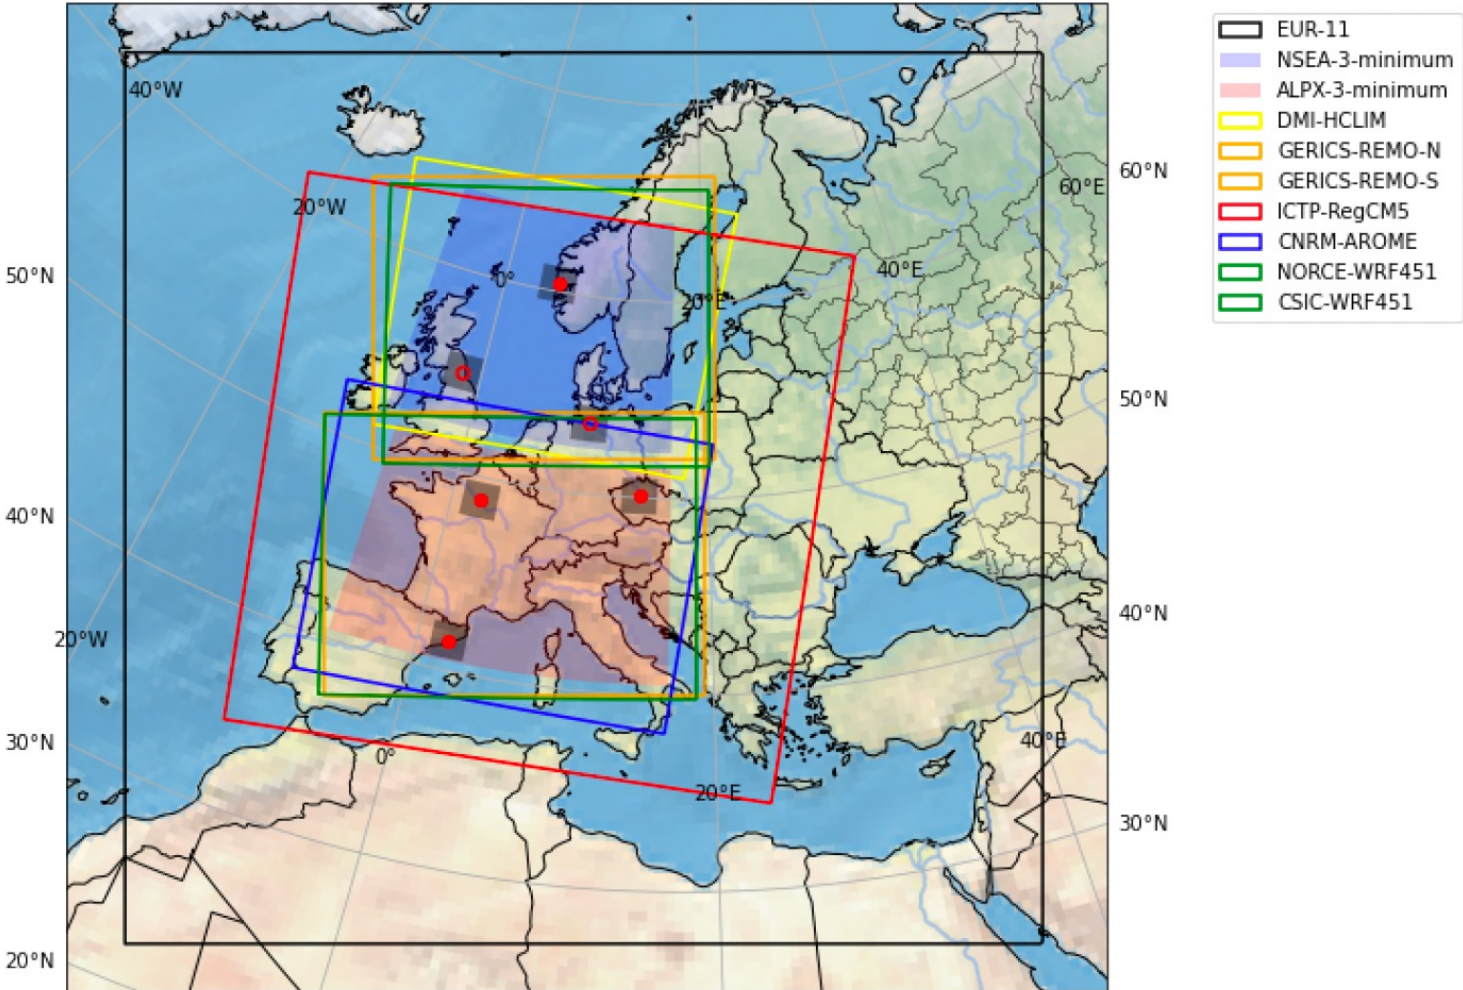 EUR-11
NSEA-3-minimum
ALPX-3-minimum
DMI-HCLIM
GERICS-REMO-N
GERICS-REMO-S
ICTP-RegCM5
CNRM-AROME
NORCE-WRF451
CSIC-WRF451
40°W
60°N
60°E
20°W
50°N
0°
40°E
20°E
50°N
40°N
40°N
20°W
30°N
0°
40°E
20°E
30°N
20°N